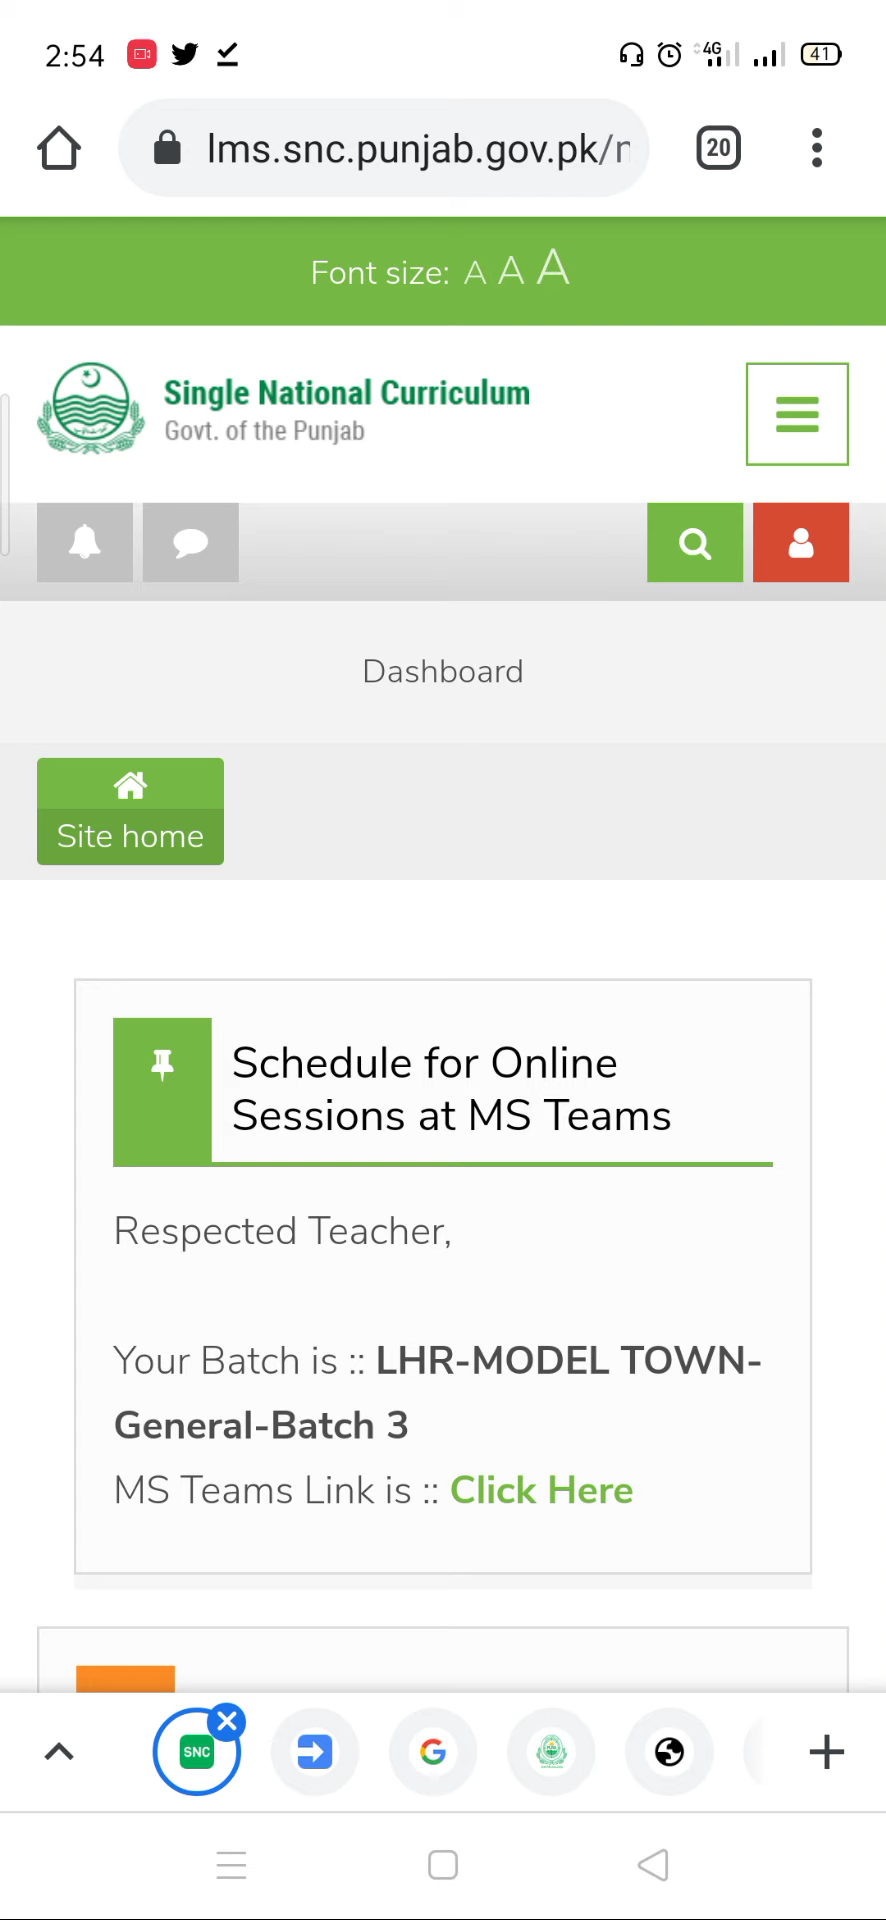 2:54
4G
41
lms.snc.punjab.gov.pk/
20
Font size: A A A
Single National Curriculum
Govt. of the Punjab
Dashboard
Site home
Schedule for Online
Sessions at MS Teams
Respected Teacher,
Your Batch is :: LHR-MODEL TOWN-
General-Batch 3
MS Teams Link is :: Click Here
SNC